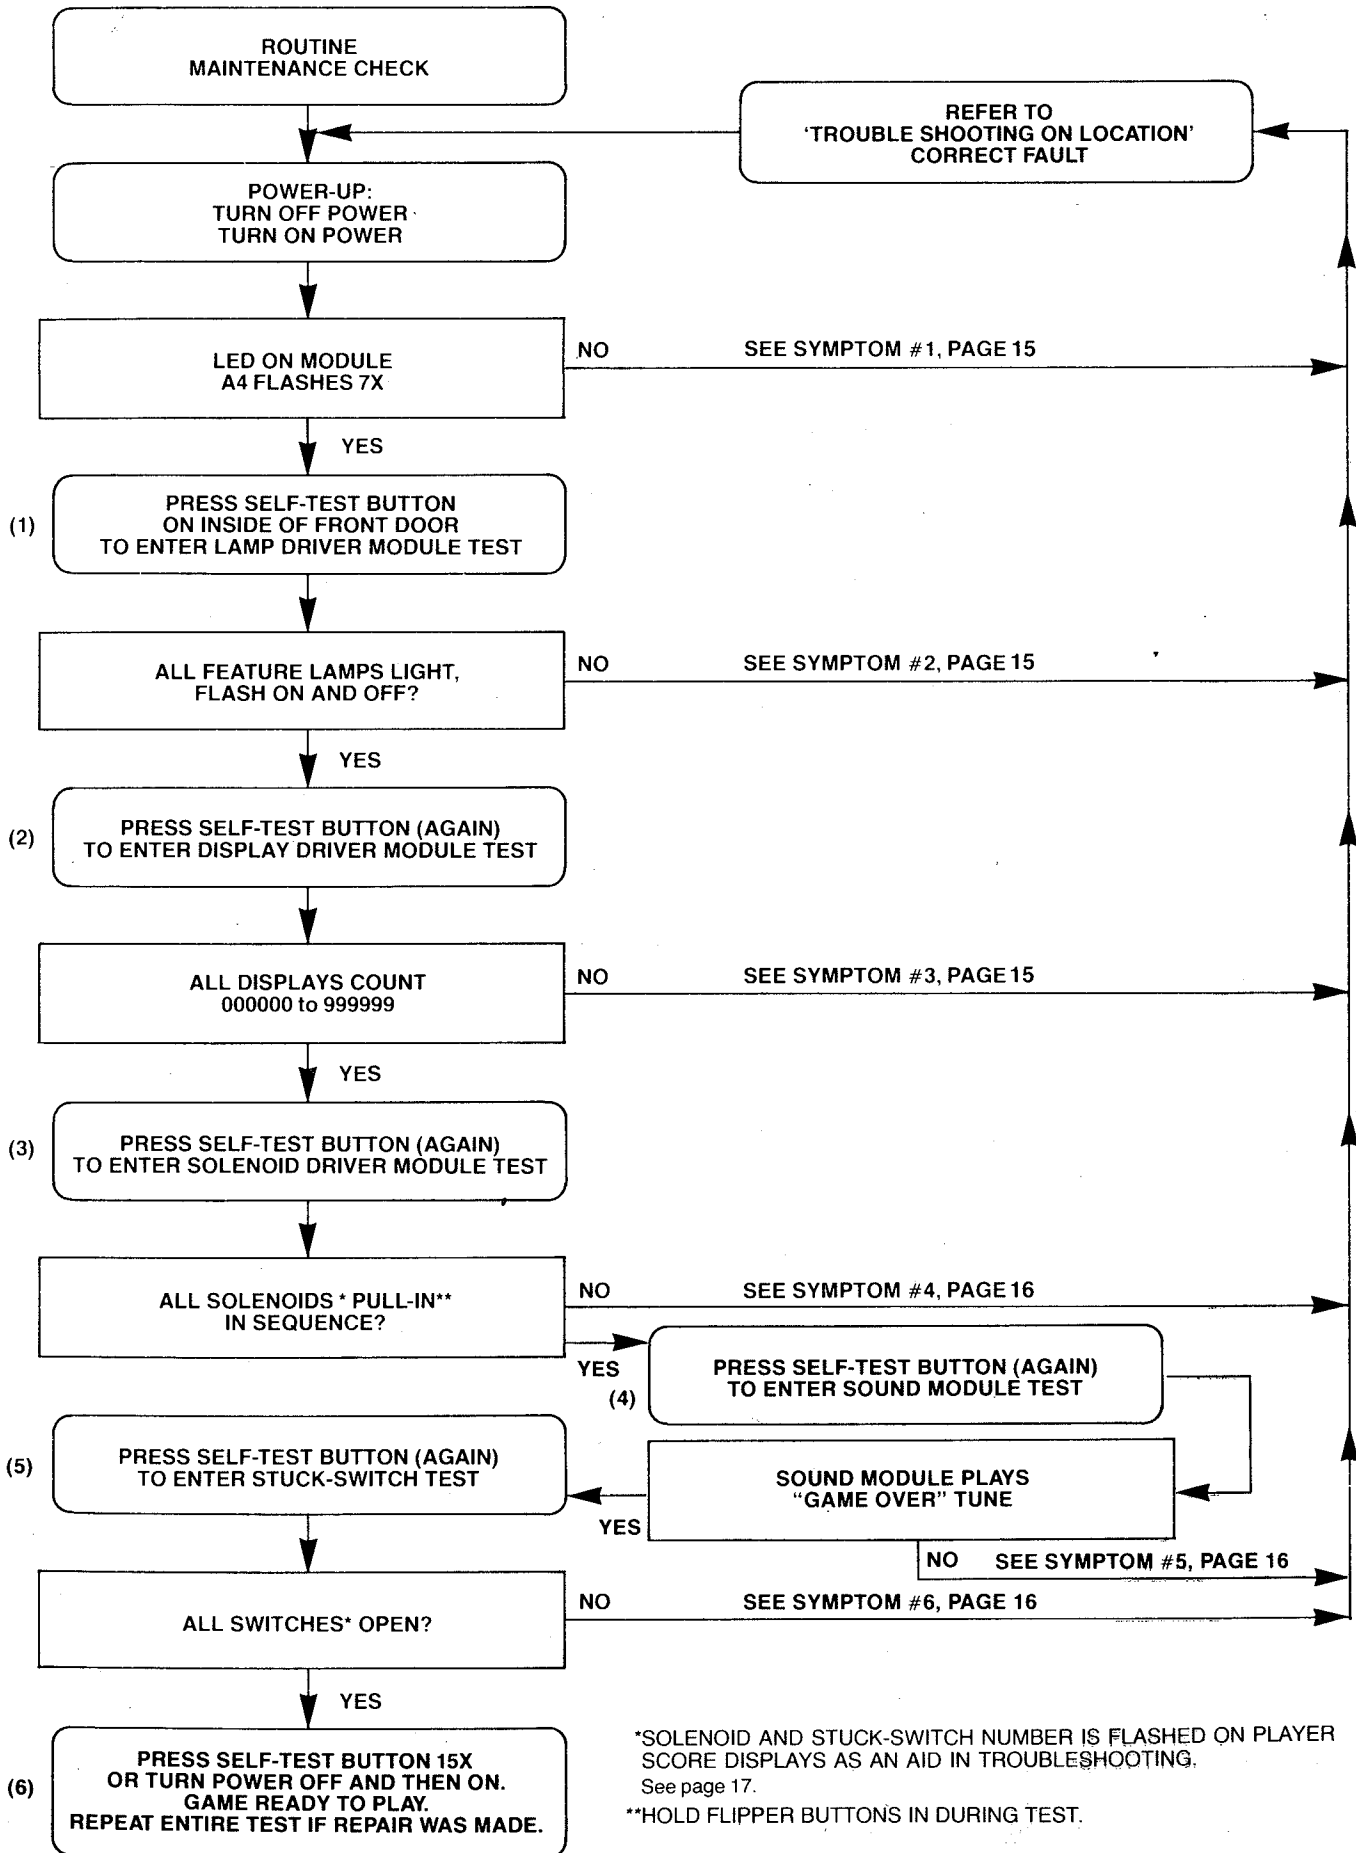 ROUTINE
MAINTENANCE CHECK
REFER TO
'TROUBLE SHOOTING ON LOCATION'
CORRECT FAULT
POWER-UP:
TURN OFF POWER
TURN ON POWER
LED ON MODULE
A4 FLASHES 7X
NO
SEE SYMPTOM #1, PAGE 15
YES
(1)
PRESS SELF-TEST BUTTON
ON INSIDE OF FRONT DOOR
TO ENTER LAMP DRIVER MODULE TEST
ALL FEATURE LAMPS LIGHT,
FLASH ON AND OFF?
NO
SEE SYMPTOM #2, PAGE 15
YES
(2)
PRESS SELF-TEST BUTTON (AGAIN)
TO ENTER DISPLAY DRIVER MODULE TEST
ALL DISPLAYS COUNT
000000 to 999999
NO
SEE SYMPTOM #3, PAGE 15
YES
(3)
PRESS SELF-TEST BUTTON (AGAIN)
TO ENTER SOLENOID DRIVER MODULE TEST
ALL SOLENOIDS * PULL-IN**
IN SEQUENCE?
NO
SEE SYMPTOM #4, PAGE 16
YES
(4)
PRESS SELF-TEST BUTTON (AGAIN)
TO ENTER SOUND MODULE TEST
SOUND MODULE PLAYS
"GAME OVER" TUNE
YES
NO
SEE SYMPTOM #5, PAGE 16
(5)
PRESS SELF-TEST BUTTON (AGAIN)
TO ENTER STUCK-SWITCH TEST
ALL SWITCHES* OPEN?
NO
SEE SYMPTOM #6, PAGE 16
YES
(6)
PRESS SELF-TEST BUTTON 15X
OR TURN POWER OFF AND THEN ON.
GAME READY TO PLAY.
REPEAT ENTIRE TEST IF REPAIR WAS MADE.
*SOLENOID AND STUCK-SWITCH NUMBER IS FLASHED ON PLAYER
SCORE DISPLAYS AS AN AID IN TROUBLESHOOTING.
See page 17.
**HOLD FLIPPER BUTTONS IN DURING TEST.